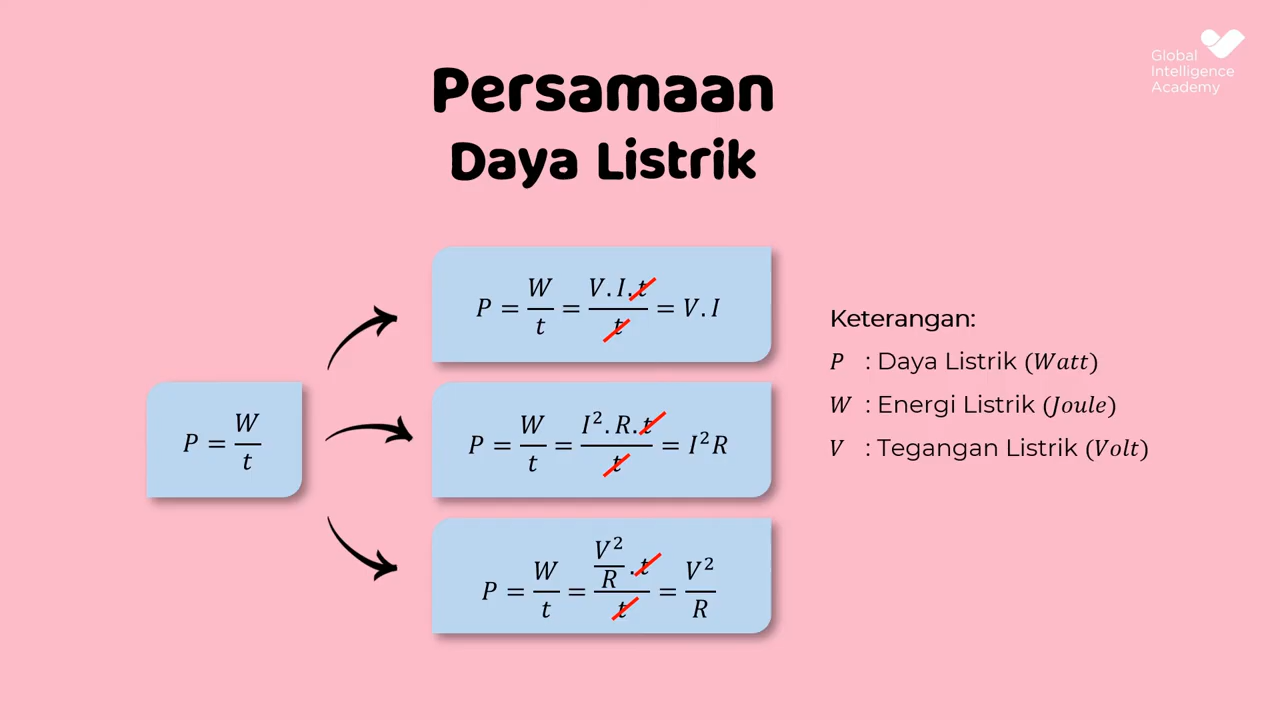 Global
Intelligence
Academy
Persamaan
Daya Listrik
P = W/t
P = W/t = V.I.t/t = V.I
P = W/t = I².R.t/t = I²R
P = W/t = V²/R.t/t = V²/R
Keterangan:
P : Daya Listrik (Watt)
W : Energi Listrik (Joule)
V : Tegangan Listrik (Volt)